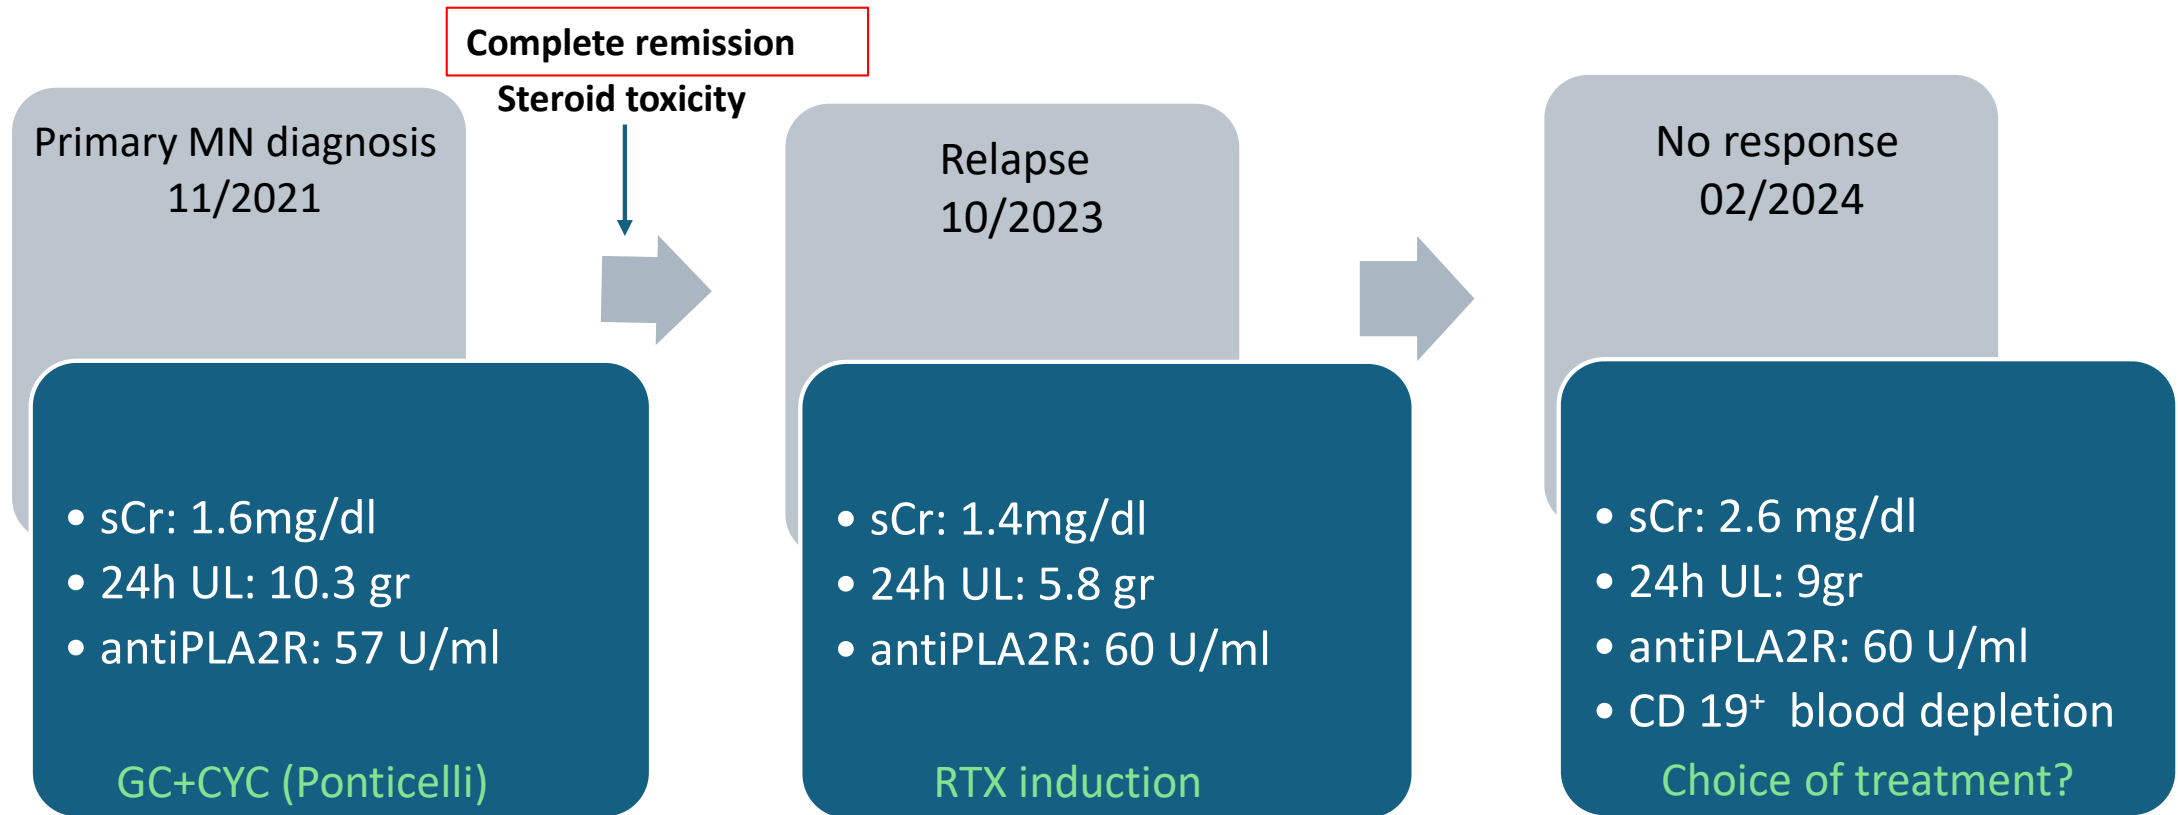 Primary MN diagnosis
11/2021
• sCr: 1.6mg/dl
• 24h UL: 10.3 gr
• antiPLA2R: 57 U/ml
GC+CYC (Ponticelli)
Complete remission
Steroid toxicity
Relapse
10/2023
• sCr: 1.4mg/dl
• 24h UL: 5.8 gr
• antiPLA2R: 60 U/ml
RTX induction
No response
02/2024
• sCr: 2.6 mg/dl
• 24h UL: 9gr
• antiPLA2R: 60 U/ml
• CD 19⁺ blood depletion
Choice of treatment?